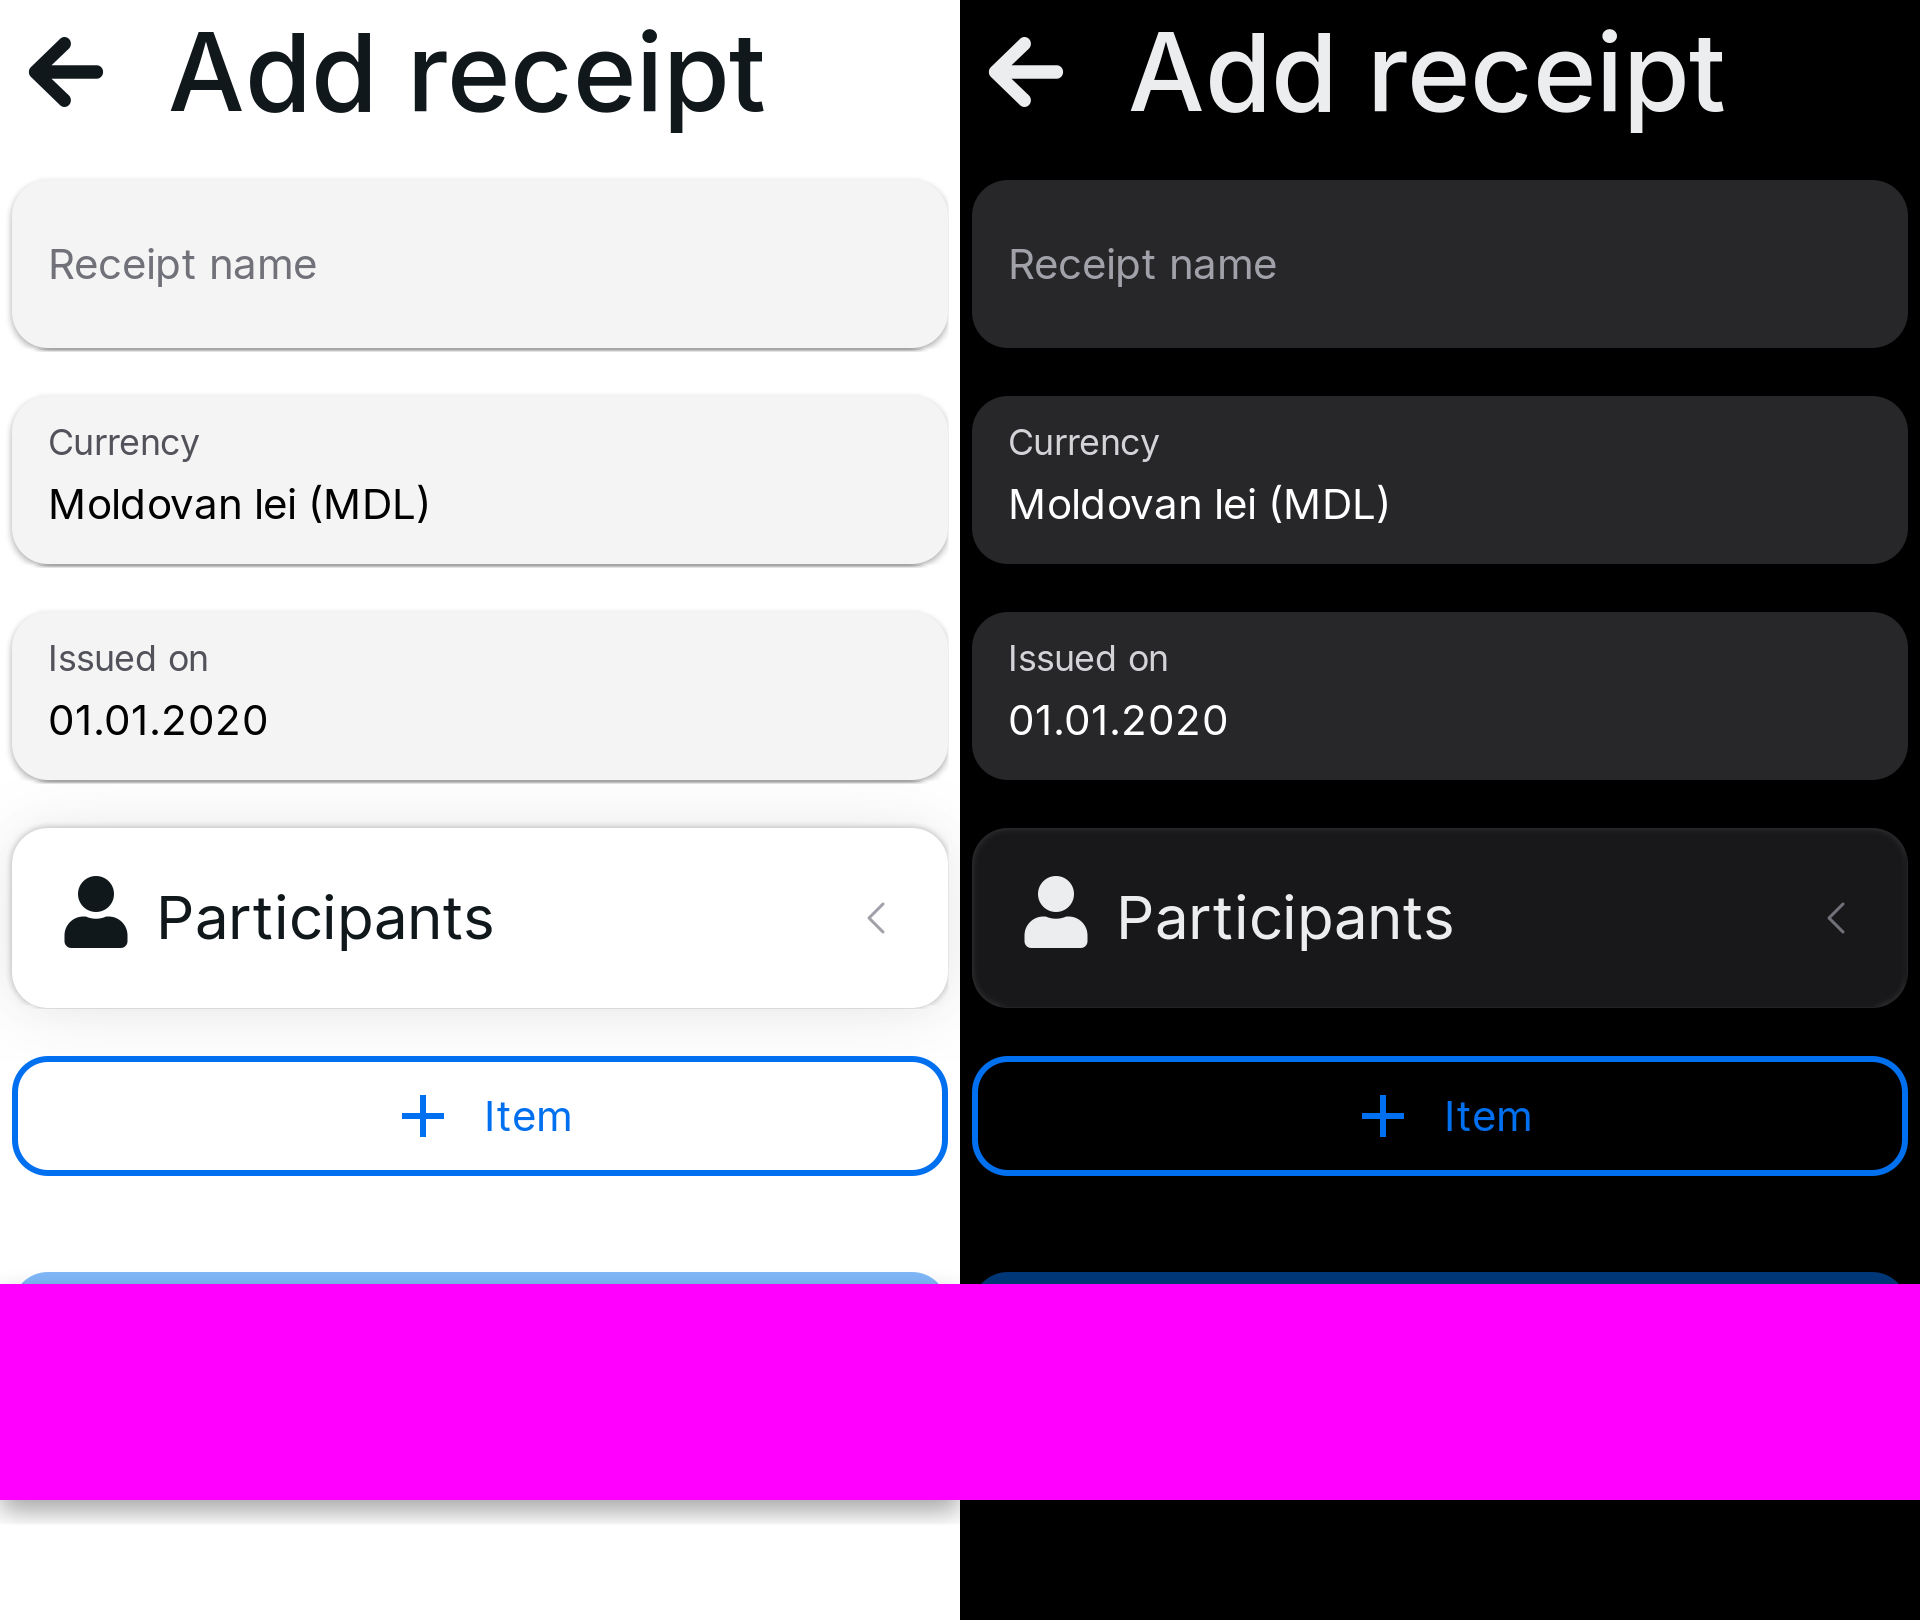 Add receipt
Receipt name
Currency
Moldovan lei (MDL)
Issued on
01.01.2020
Participants
Item
Add receipt
Receipt name
Currency
Moldovan lei (MDL)
Issued on
01.01.2020
Participants
Item